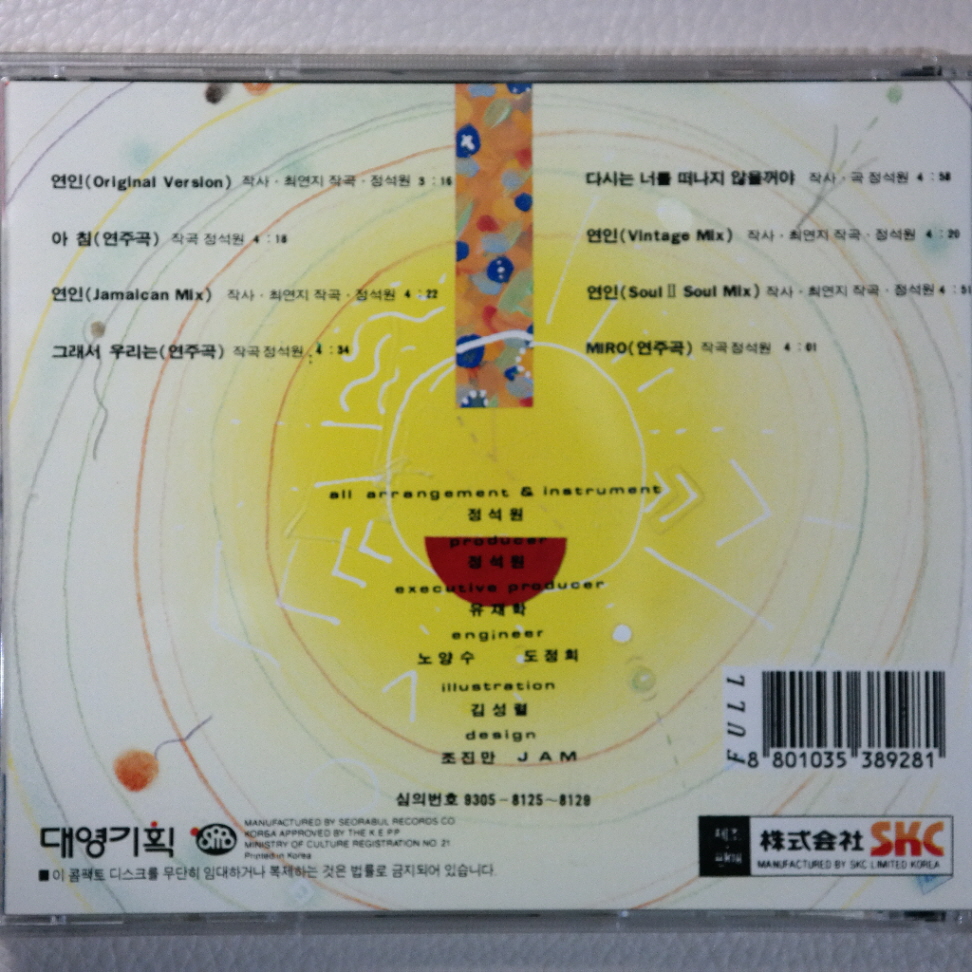 연인(Original Version) 작사·최연지 작곡·정석원 3:16
아 침(연주곡) 작곡 정석원 4:18
연인(Jamaican Mix) 작사·최연지 작곡·정석원 4:22
그래서 우리는(연주곡) 작곡 정석원 4:34
다시는 너를 떠나지 않을꺼야 작사·곡 정석원 4:58
연인(Vintage Mix) 작사·최연지 작곡·정석원 4:20
연인(Soul Ⅱ Soul Mix) 작사·최연지 작곡·정석원 4:51
MIRO(연주곡) 작곡 정석원 4:01
all arrangement & instrument
정석원
producer
정석원
executive producer
유재학
engineer
노양수 도정회
illustration
김성렬
design
조진만 JAM
심의번호 9305-8125~8129
FULL
8 801035 389281
대영기획
MANUFACTURED BY SEORABUL RECORDS CO
KOREA APPROVED BY THE K.E.P.P
MINISTRY OF CULTURE REGISTRATION NO. 21
Printed in Korea
■이 콤팩트 디스크를 무단히 임대하거나 복제하는 것은 법률로 금지되어 있습니다.
제조
株式会社 SKC
MANUFACTURED BY SKC LIMITED KOREA